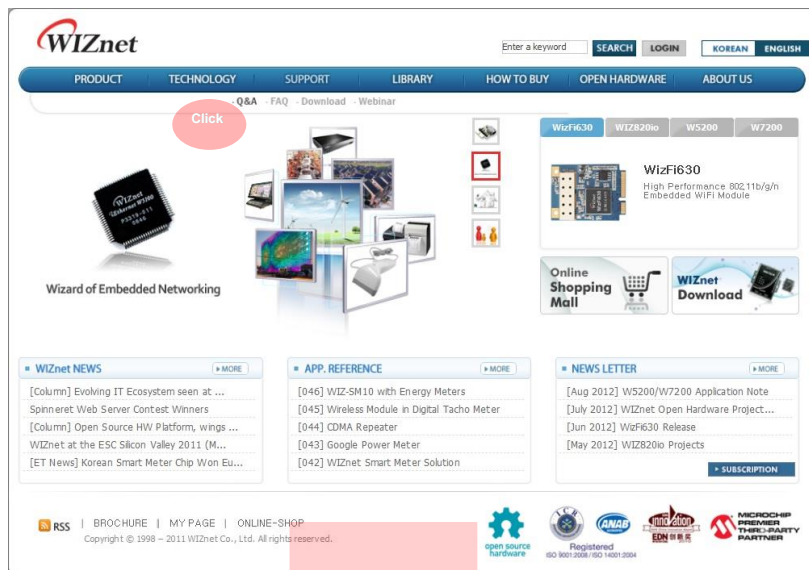 WIZnet
Enter a keyword SEARCH LOGIN KOREAN ENGLISH
PRODUCT TECHNOLOGY SUPPORT LIBRARY HOW TO BUY OPEN HARDWARE ABOUT US
· Q&A · FAQ · Download · Webinar
Click
WizFi630 WIZ820io W5200 W7200
WizFi630
High Performance 802.11b/g/n
Embedded WiFi Module
WIZnet
Wizard of Embedded Networking
Online
Shopping
Mall
WIZnet
Download
WIZnet NEWS MORE
[Column] Evolving IT Ecosystem seen at ...
Spinneret Web Server Contest Winners
[Column] Open Source HW Platform, wings ...
WIZnet at the ESC Silicon Valley 2011 (M...
[ET News] Korean Smart Meter Chip Won Eu...
APP. REFERENCE MORE
[046] WIZ-SM10 with Energy Meters
[045] Wireless Module in Digital Tacho Meter
[044] CDMA Repeater
[043] Google Power Meter
[042] WIZnet Smart Meter Solution
NEWS LETTER MORE
[Aug 2012] W5200/W7200 Application Note
[July 2012] WIZnet Open Hardware Project...
[Jun 2012] WizFi630 Release
[May 2012] WIZ820io Projects
SUBSCRIPTION
RSS | BROCHURE | MY PAGE | ONLINE-SHOP
Copyright © 1998 – 2011 WIZnet Co., Ltd. All rights reserved.
open source
hardware
ICR
ANAB
Registered
ISO 9001:2008 / ISO 14001:2004
innovation
EDN
MICROCHIP
PREMIER
THIRD-PARTY
PARTNER